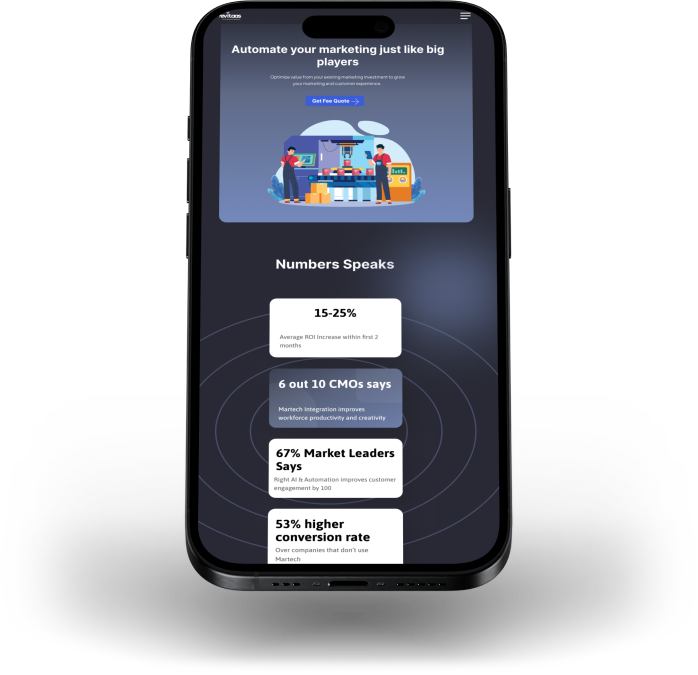 Automate your marketing just like big
players
Optimise value from your existing marketing investment to grow
your marketing and customer experience.
Get Fee Quote
Numbers Speaks
15-25%
Average ROI Increase within first 2
months
6 out 10 CMOs says
Martech Integration improves
workforce productivity and creativity
67% Market Leaders
Says
Right AI & Automation improves customer
engagement by 100
53% higher
conversion rate
Over companies that don't use
Martech